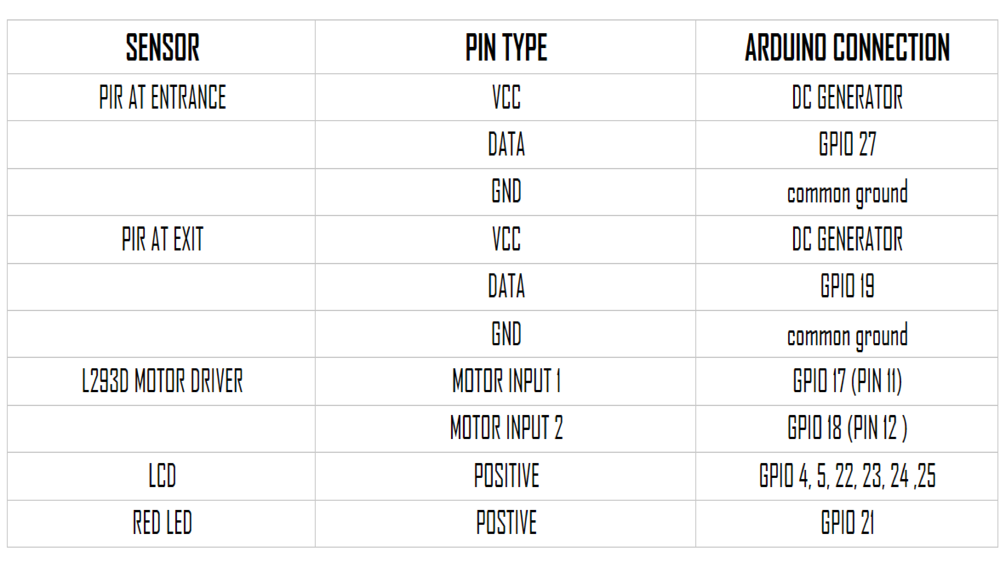 SENSOR PIN TYPE ARDUINO CONNECTION
PIR AT ENTRANCE VCC DC GENERATOR
DATA GPIO 27
GND common ground
PIR AT EXIT VCC DC GENERATOR
DATA GPIO 19
GND common ground
L293D MOTOR DRIVER MOTOR INPUT 1 GPIO 17 (PIN 11)
MOTOR INPUT 2 GPIO 18 (PIN 12 )
LCD POSITIVE GPIO 4, 5, 22, 23, 24 ,25
RED LED POSTIVE GPIO 21